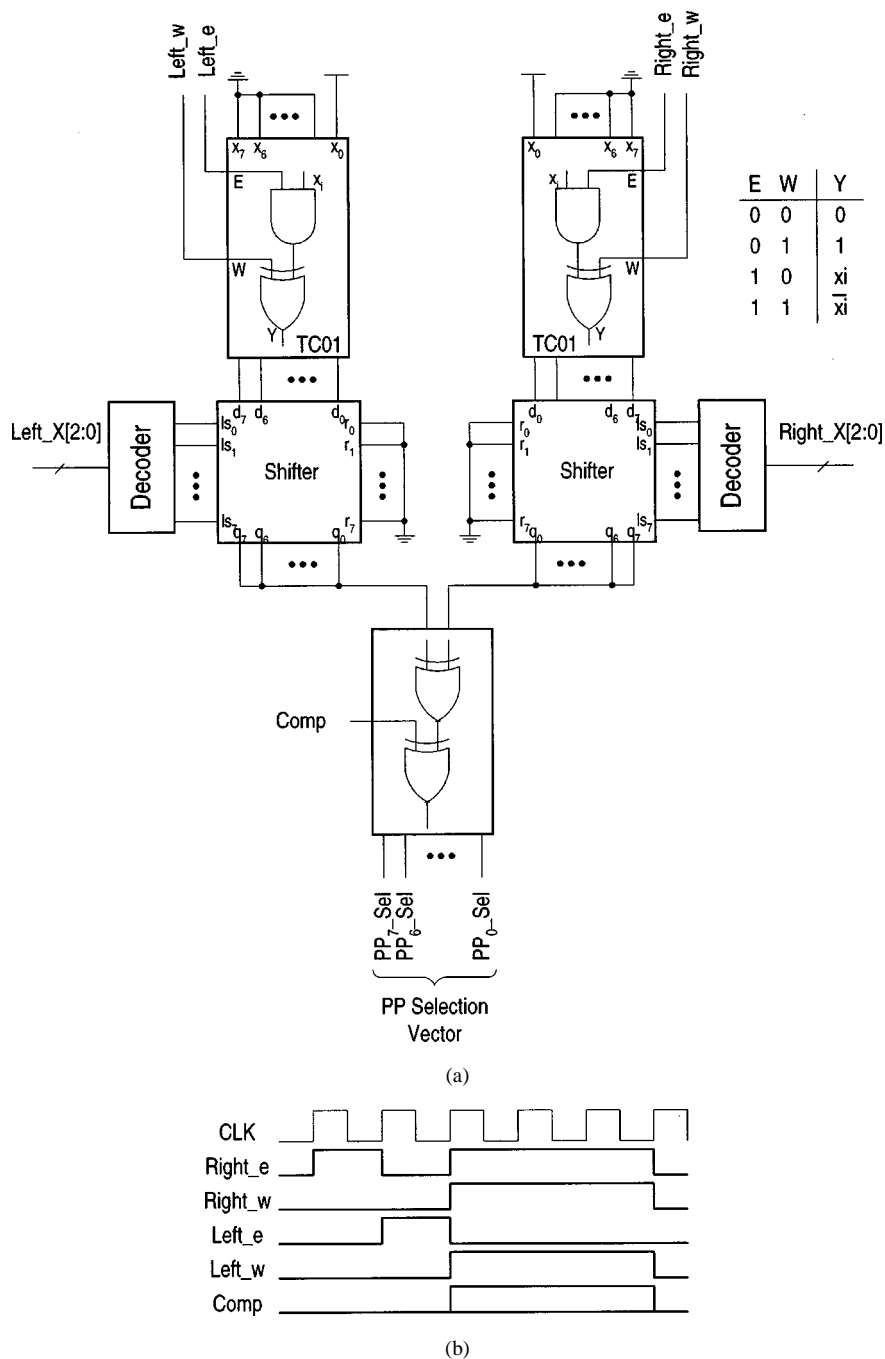 Left_w
Left_e
Right_e
Right_w
x7 x6 x0
x0 x6 x7
E xi
xi E
W
W
Y
Y
TC01
TC01
E W Y
0 0 0
0 1 1
1 0 xi
1 1 x̅i̅
d7 d6 d0
d0 d6 d7
Left_X[2:0]
Decoder
ls0
ls1
ls7
Shifter
r0
r1
r7
q7 q6 q0
r0
r1
r7
Shifter
ls0
ls1
ls7
q0 q6 q7
Decoder
Right_X[2:0]
Comp
PP7_Sel
PP6_Sel
PP0_Sel
PP Selection
Vector
(a)
CLK
Right_e
Right_w
Left_e
Left_w
Comp
(b)